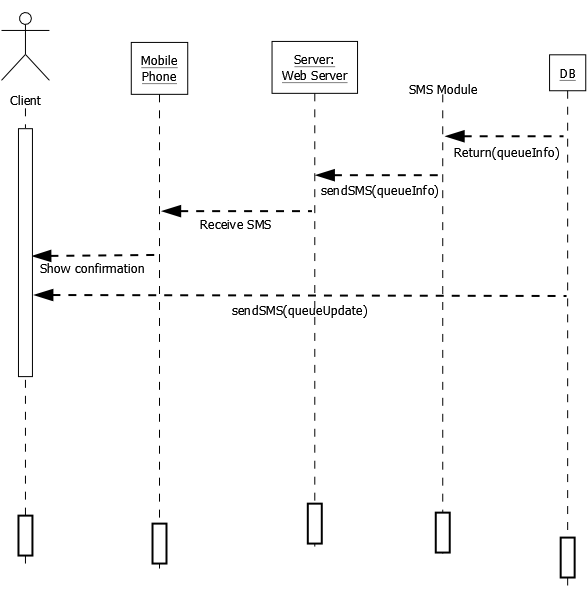 Client
Mobile
Phone
Server:
Web Server
SMS Module
DB
Return(queueInfo)
sendSMS(queueInfo)
Receive SMS
Show confirmation
sendSMS(queueUpdate)